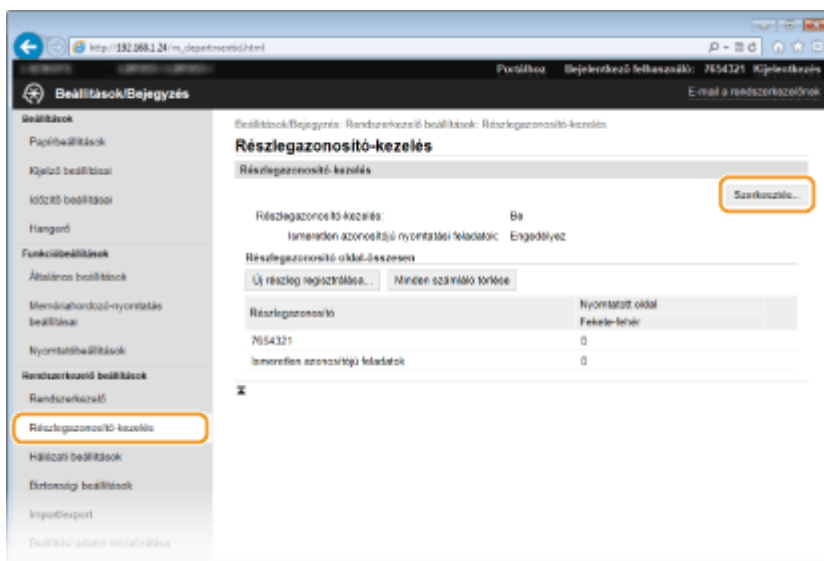 http://192.168.1.24/m_departmentid.html
Portálhoz Bejelentkező felhasználó: 7654321 Kijelentkezés
Beállítások/Bejegyzés E-mail a rendszerkezelőnek
Beállítások
Papírbeállítások
Kijelző beállításai
Időzítő beállításai
Hangerő
Funkcióbeállítások
Általános beállítások
Memóriahordozó-nyomtatás
beállításai
Nyomtatóbeállítások
Rendszerkezelő beállítások
Rendszerkezelő
Részlegazonosító-kezelés
Hálózati beállítások
Biztonsági beállítások
Import/export
Beállítási adatok inicializálása
Beállítások/Bejegyzés: Rendszerkezelő beállítások: Részlegazonosító-kezelés
Részlegazonosító-kezelés
Részlegazonosító-kezelés
Szerkesztés...
Részlegazonosító-kezelés: Be
Ismeretlen azonosítójú nyomtatási feladatok: Engedélyez
Részlegazonosító oldal-összesen
Új részleg regisztrálása... Minden számláló törlése
Részlegazonosító Nyomtatott oldal
Fekete-fehér
7654321 0
Ismeretlen azonosítójú feladatok 0